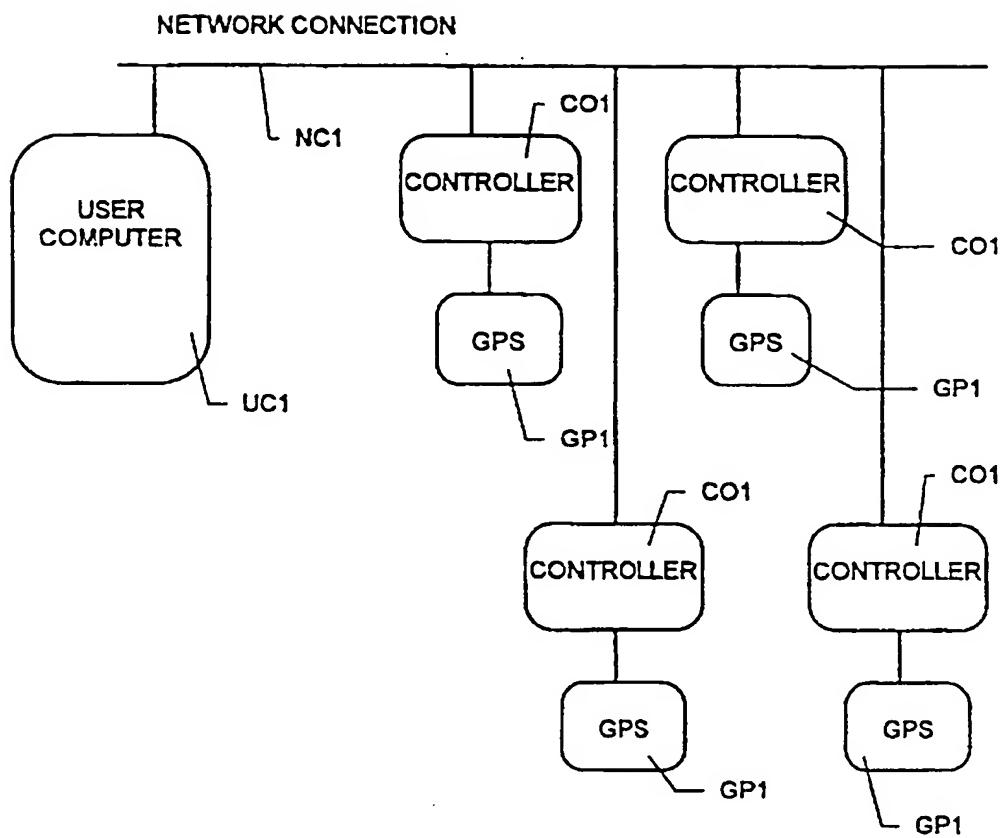 NETWORK CONNECTION
NC1
CO1
USER
COMPUTER
UC1
CONTROLLER
CONTROLLER
CO1
GPS
GP1
GPS
GP1
CO1
CO1
CONTROLLER
CONTROLLER
GPS
GP1
GPS
GP1